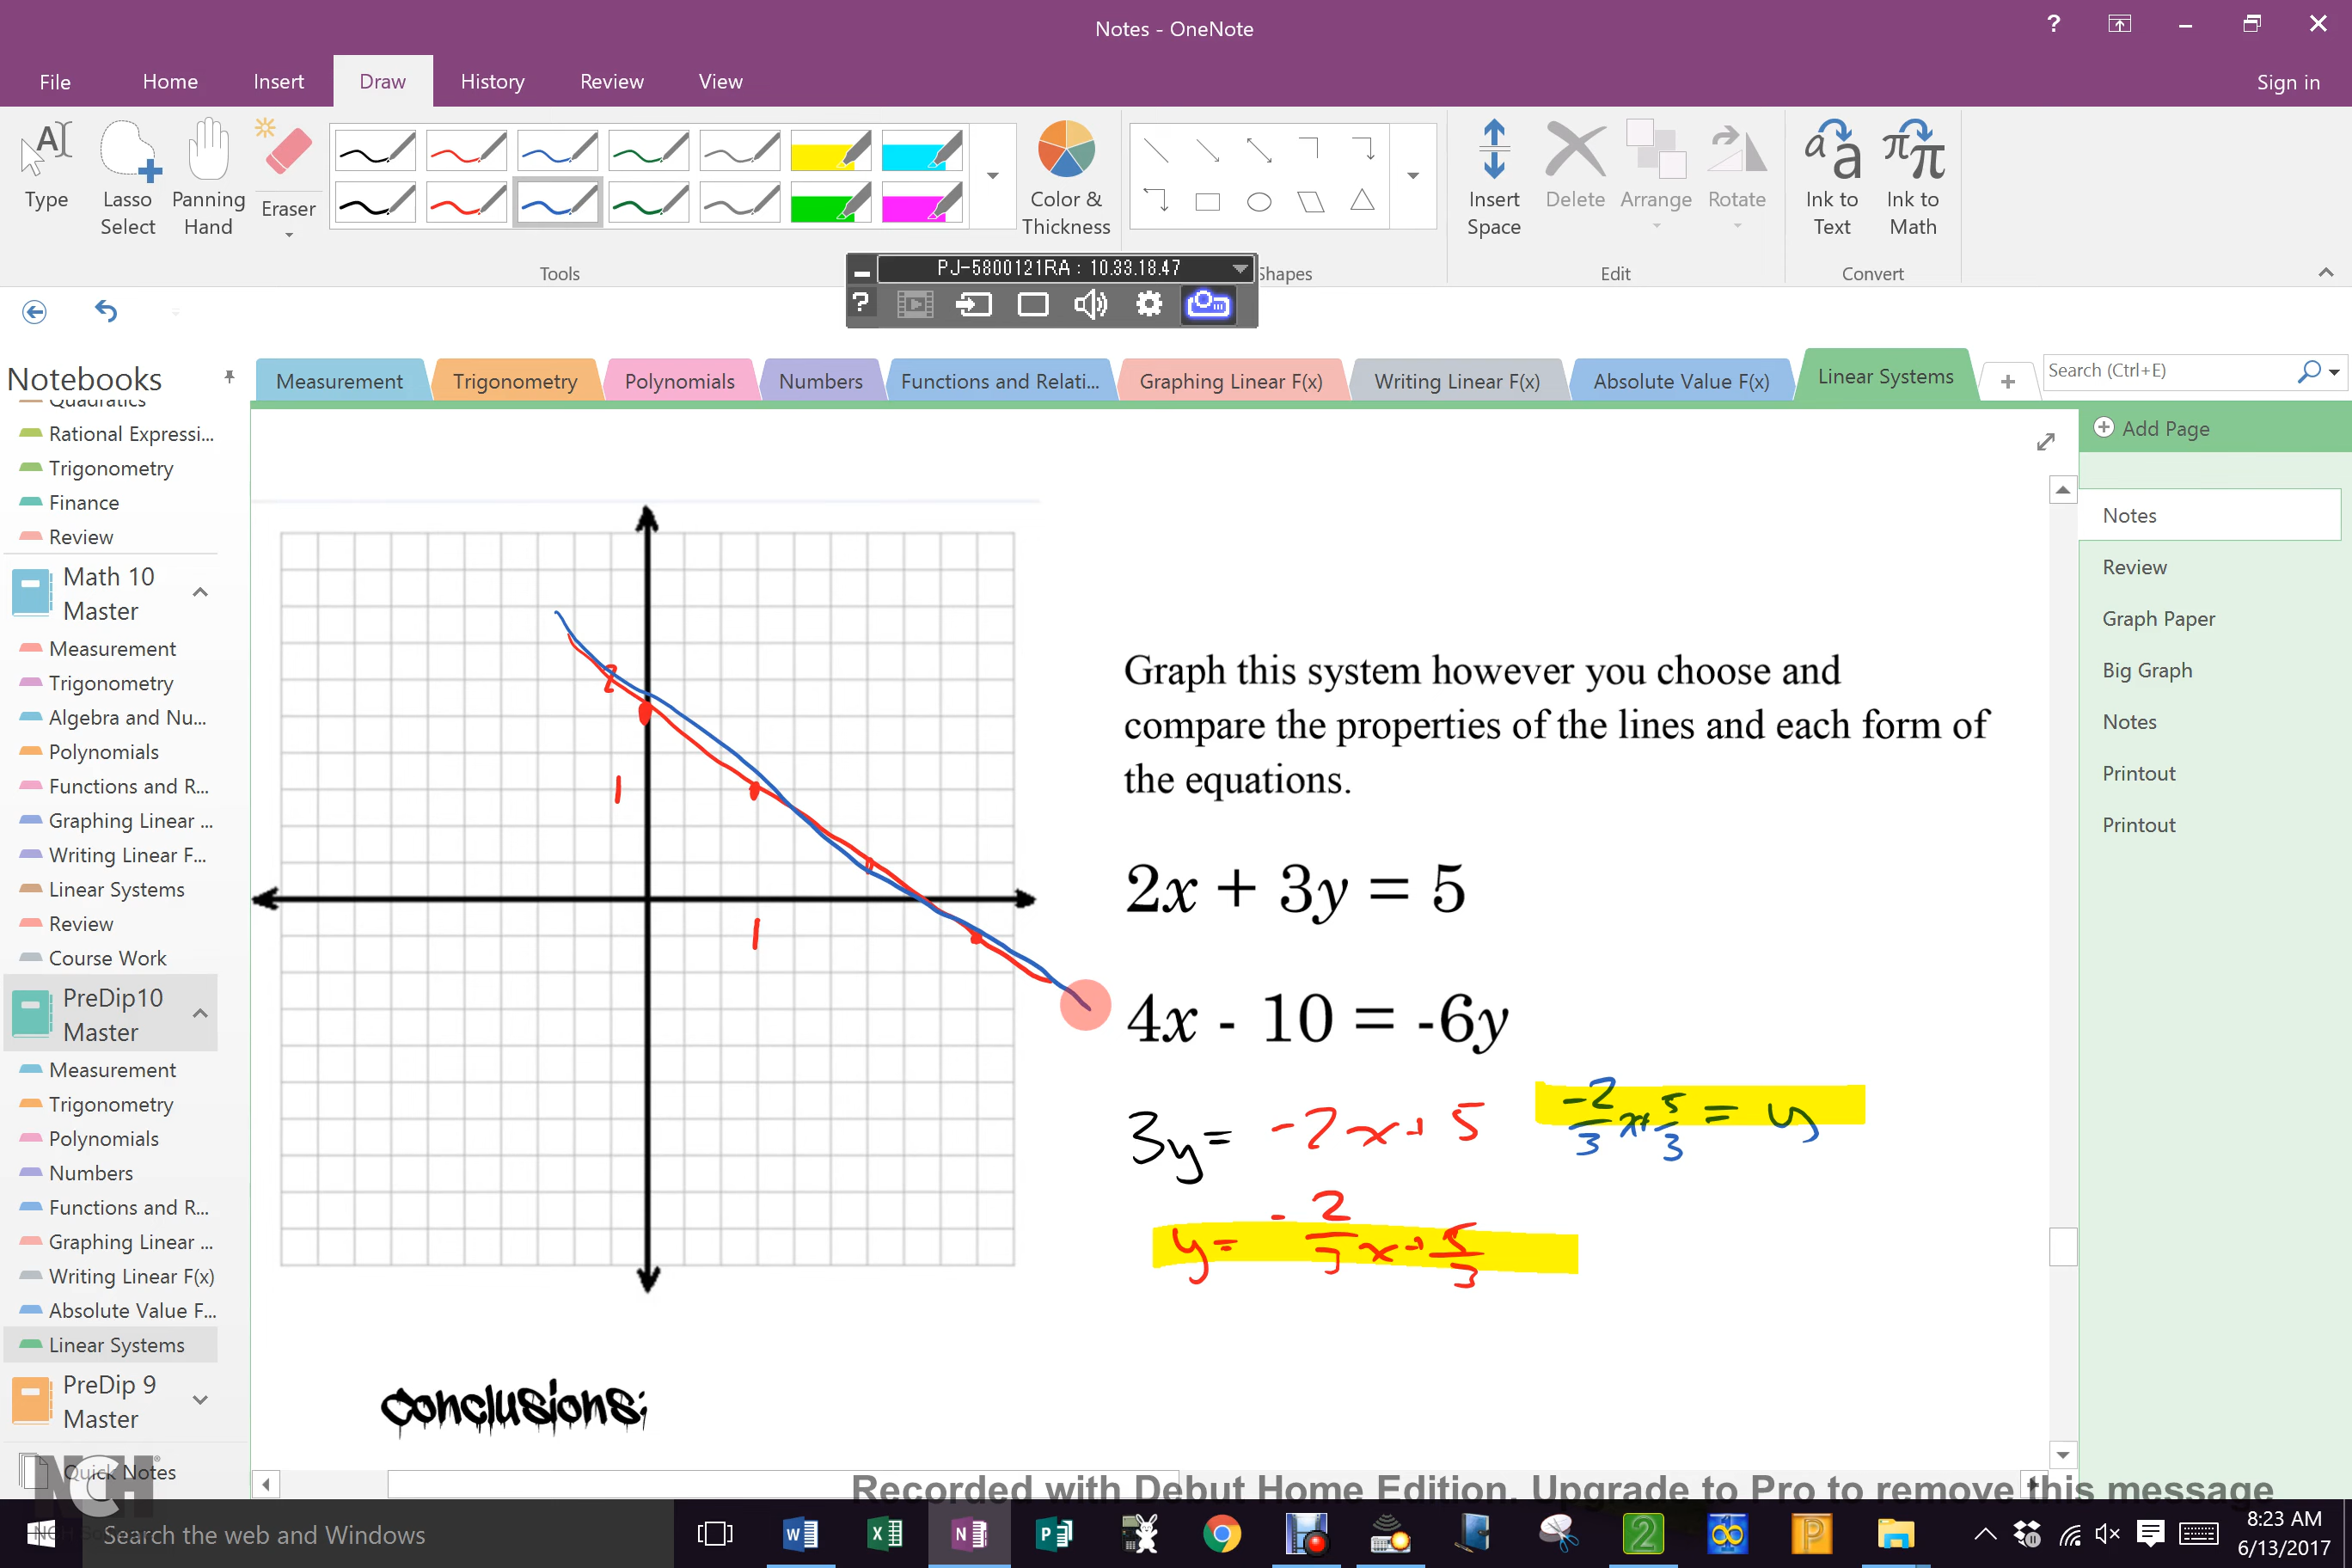 Notes - OneNote
File Home Insert Draw History Review View Sign in
Type
Lasso Select
Panning Hand
Eraser
Color & Thickness
Insert Space
Delete
Arrange
Rotate
Ink to Text
Ink to Math
Tools
Shapes
Edit
Convert
PJ-5800121RA : 10.33.18.47
Notebooks
Measurement
Trigonometry
Polynomials
Numbers
Functions and Relati...
Graphing Linear F(x)
Writing Linear F(x)
Absolute Value F(x)
Linear Systems
Search (Ctrl+E)
Quadratics
Rational Expressi...
Trigonometry
Finance
Review
Math 10
Master
Measurement
Trigonometry
Algebra and Nu...
Polynomials
Functions and R...
Graphing Linear ...
Writing Linear F...
Linear Systems
Review
Course Work
PreDip10
Master
Measurement
Trigonometry
Polynomials
Numbers
Functions and R...
Graphing Linear ...
Writing Linear F(x)
Absolute Value F...
Linear Systems
PreDip 9
Master
Quick Notes
Add Page
Notes
Review
Graph Paper
Big Graph
Notes
Printout
Printout
Graph this system however you choose and
compare the properties of the lines and each form of
the equations.
2x + 3y = 5
4x - 10 = -6y
3y = -2x + 5
-2/3 x + 5/3 = y
y = -2/3 x + 5/3
1
1
conclusions:
NCH
Recorded with Debut Home Edition. Upgrade to Pro to remove this message
Search the web and Windows
8:23 AM
6/13/2017